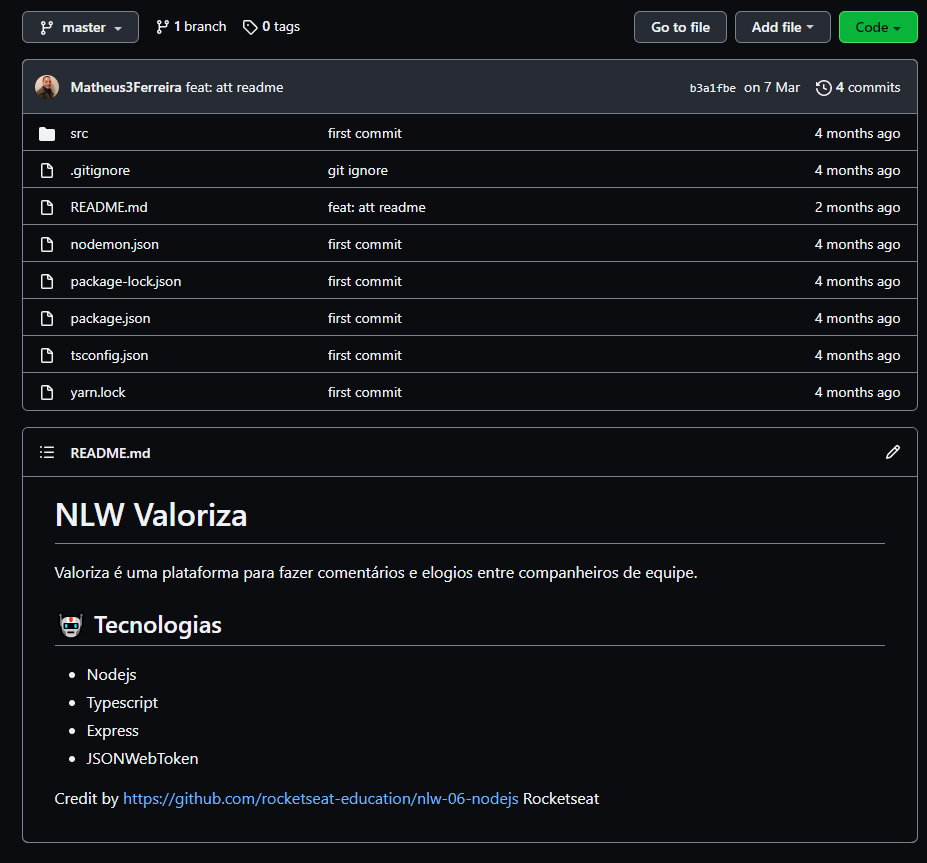 master 1 branch 0 tags Go to file Add file Code
Matheus3Ferreira feat: att readme b3a1fbe on 7 Mar 4 commits
src first commit 4 months ago
.gitignore git ignore 4 months ago
README.md feat: att readme 2 months ago
nodemon.json first commit 4 months ago
package-lock.json first commit 4 months ago
package.json first commit 4 months ago
tsconfig.json first commit 4 months ago
yarn.lock first commit 4 months ago
README.md
NLW Valoriza
Valoriza é uma plataforma para fazer comentários e elogios entre companheiros de equipe.
Tecnologias
Nodejs
Typescript
Express
JSONWebToken
Credit by https://github.com/rocketseat-education/nlw-06-nodejs Rocketseat